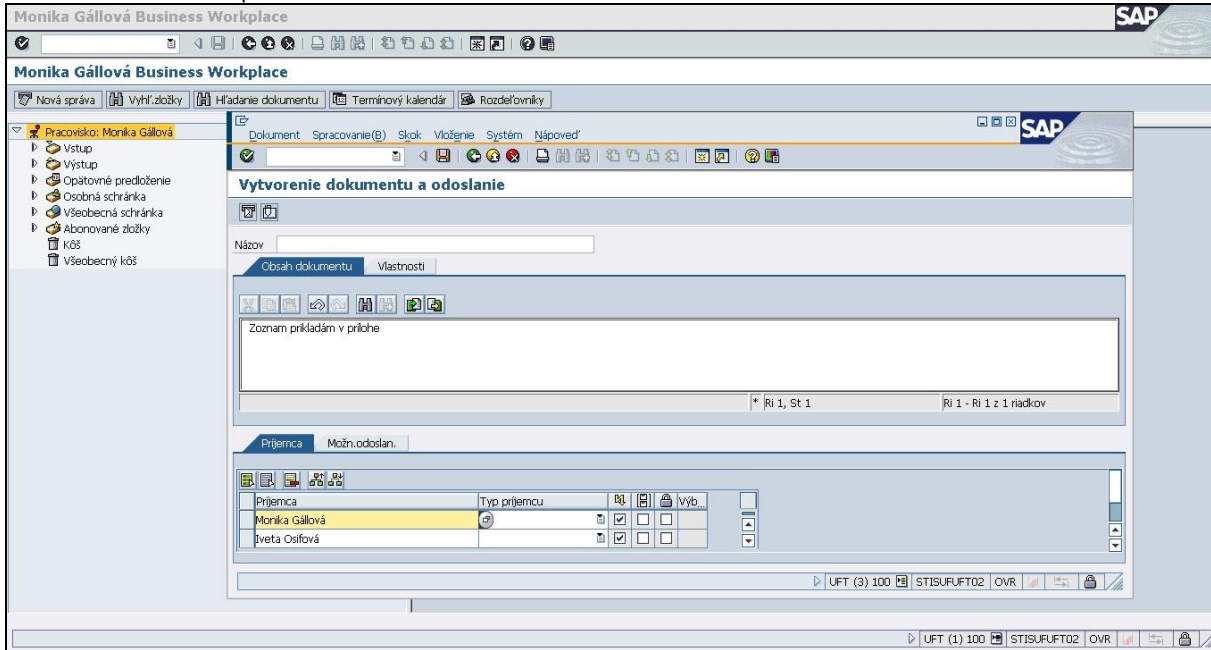 Monika Gállová Business Workplace
SAP
Monika Gállová Business Workplace
Nová správa Vyhľ.zložky Hľadanie dokumentu Termínový kalendár Rozdeľovníky
Pracovisko: Monika Gállová
Vstup
Výstup
Opätovné predloženie
Osobná schránka
Všeobecná schránka
Abonované zložky
Kôš
Všeobecný kôš
Dokument Spracovanie(B) Skok Vloženie Systém Nápoveď
SAP
Vytvorenie dokumentu a odoslanie
Názov
Obsah dokumentu Vlastnosti
Zoznam prikladám v prílohe
* Ri 1, St 1 Ri 1 - Ri 1 z 1 riadkov
Príjemca Možn.odoslan.
Príjemca Typ príjemcu Výb...
Monika Gállová
Iveta Osifová
UFT (3) 100 STISUFUFT02 OVR
UFT (1) 100 STISUFUFT02 OVR